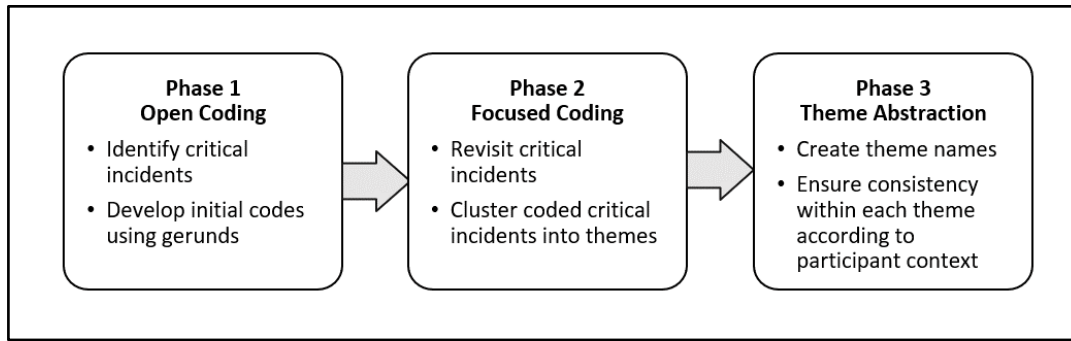 Phase 1
Open Coding
• Identify critical
incidents
• Develop initial codes
using gerunds
Phase 2
Focused Coding
• Revisit critical
incidents
• Cluster coded critical
incidents into themes
Phase 3
Theme Abstraction
• Create theme names
• Ensure consistency
within each theme
according to
participant context